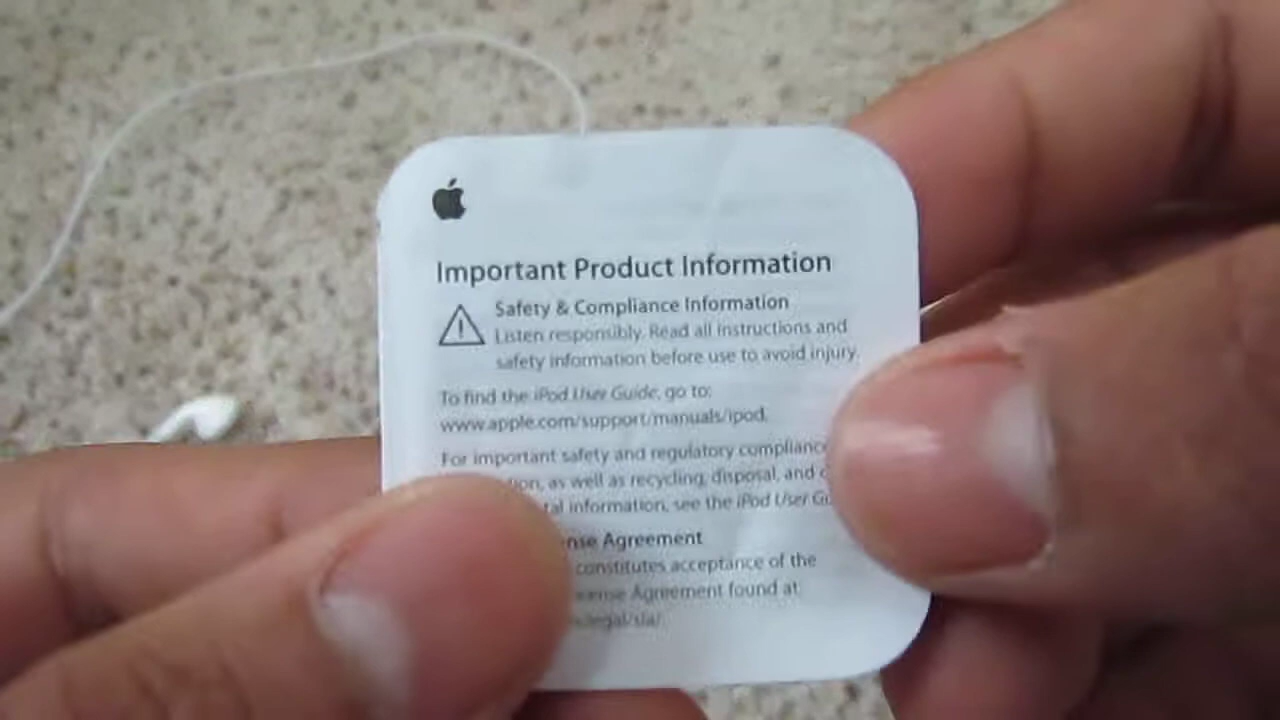 Important Product Information
Safety & Compliance Information
Listen responsibly. Read all instructions and
safety information before use to avoid injury.
To find the iPod User Guide, go to:
www.apple.com/support/manuals/ipod.
For important safety and regulatory compliance
as well as recycling, disposal, and
information, see the iPod User
Agreement
constitutes acceptance of the
Agreement found at